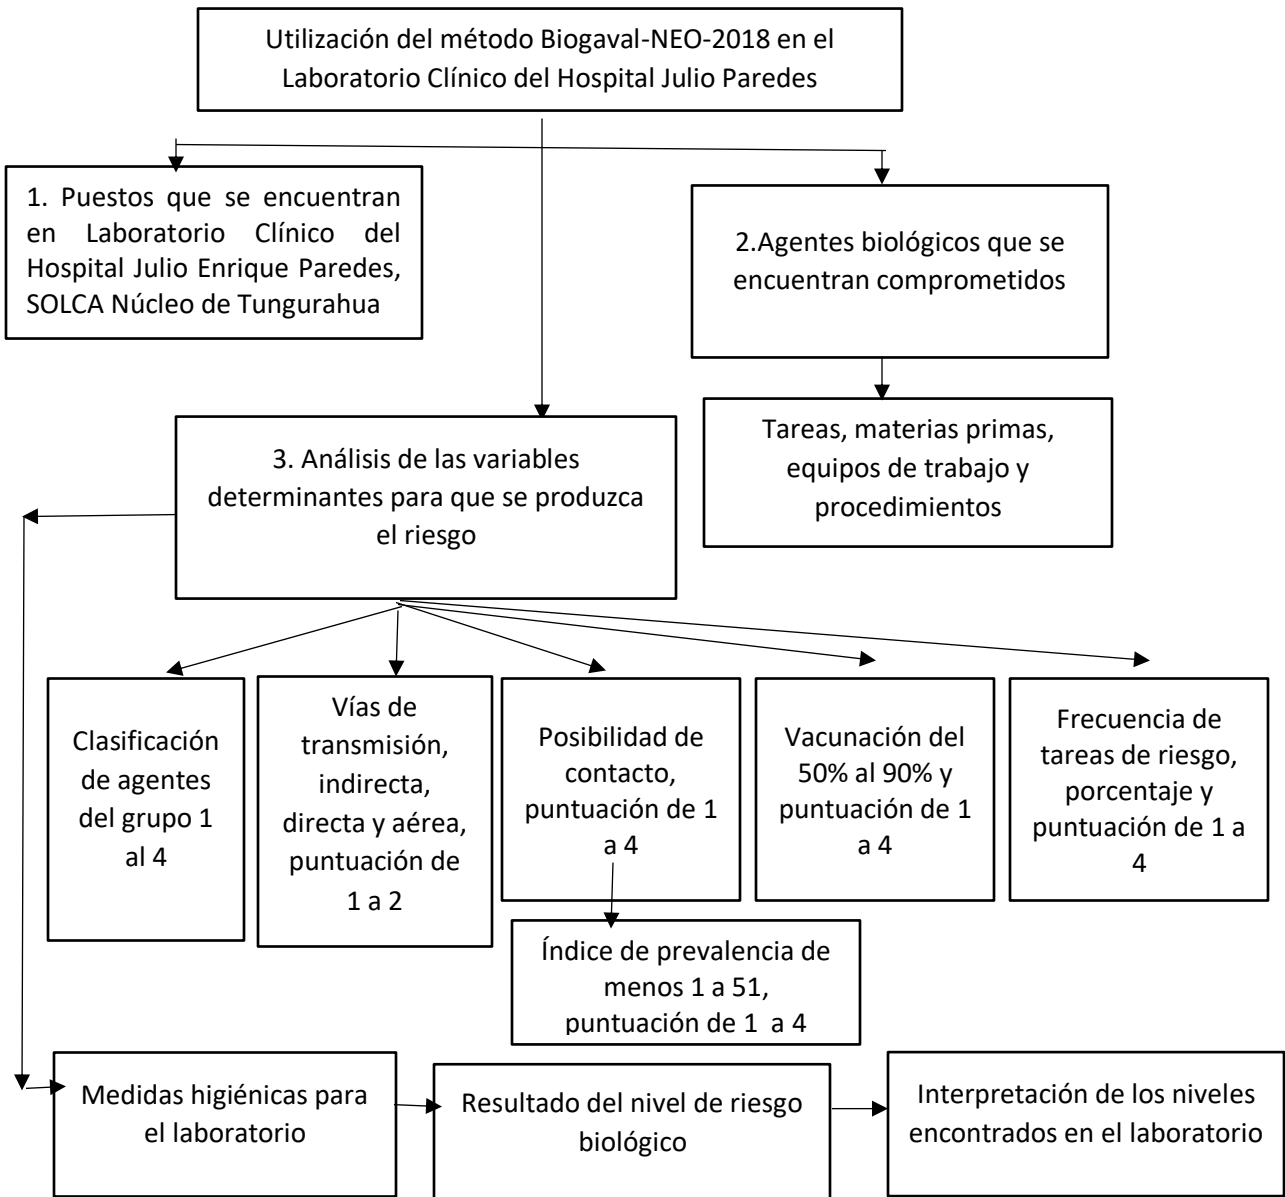 Utilización del método Biogaval-NEO-2018 en el
Laboratorio Clínico del Hospital Julio Paredes
1. Puestos que se encuentran
en Laboratorio Clínico del
Hospital Julio Enrique Paredes,
SOLCA Núcleo de Tungurahua
2.Agentes biológicos que se
encuentran comprometidos
Tareas, materias primas,
equipos de trabajo y
procedimientos
3. Análisis de las variables
determinantes para que se produzca
el riesgo
Clasificación
de agentes
del grupo 1
al 4
Vías de
transmisión,
indirecta,
directa y aérea,
puntuación de
1 a 2
Posibilidad de
contacto,
puntuación de 1
a 4
Vacunación del
50% al 90% y
puntuación de 1
a 4
Frecuencia de
tareas de riesgo,
porcentaje y
puntuación de 1 a
4
Índice de prevalencia de
menos 1 a 51,
puntuación de 1 a 4
Medidas higiénicas para
el laboratorio
Resultado del nivel de riesgo
biológico
Interpretación de los niveles
encontrados en el laboratorio